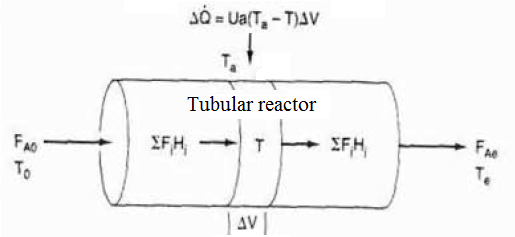 ΔQ̇ = Ua(Tₐ − T)ΔV
Tₐ
Tubular reactor
F_A0
T₀
ΣFᵢHᵢ
T
ΣFᵢHᵢ
F_Ae
Tₑ
ΔV